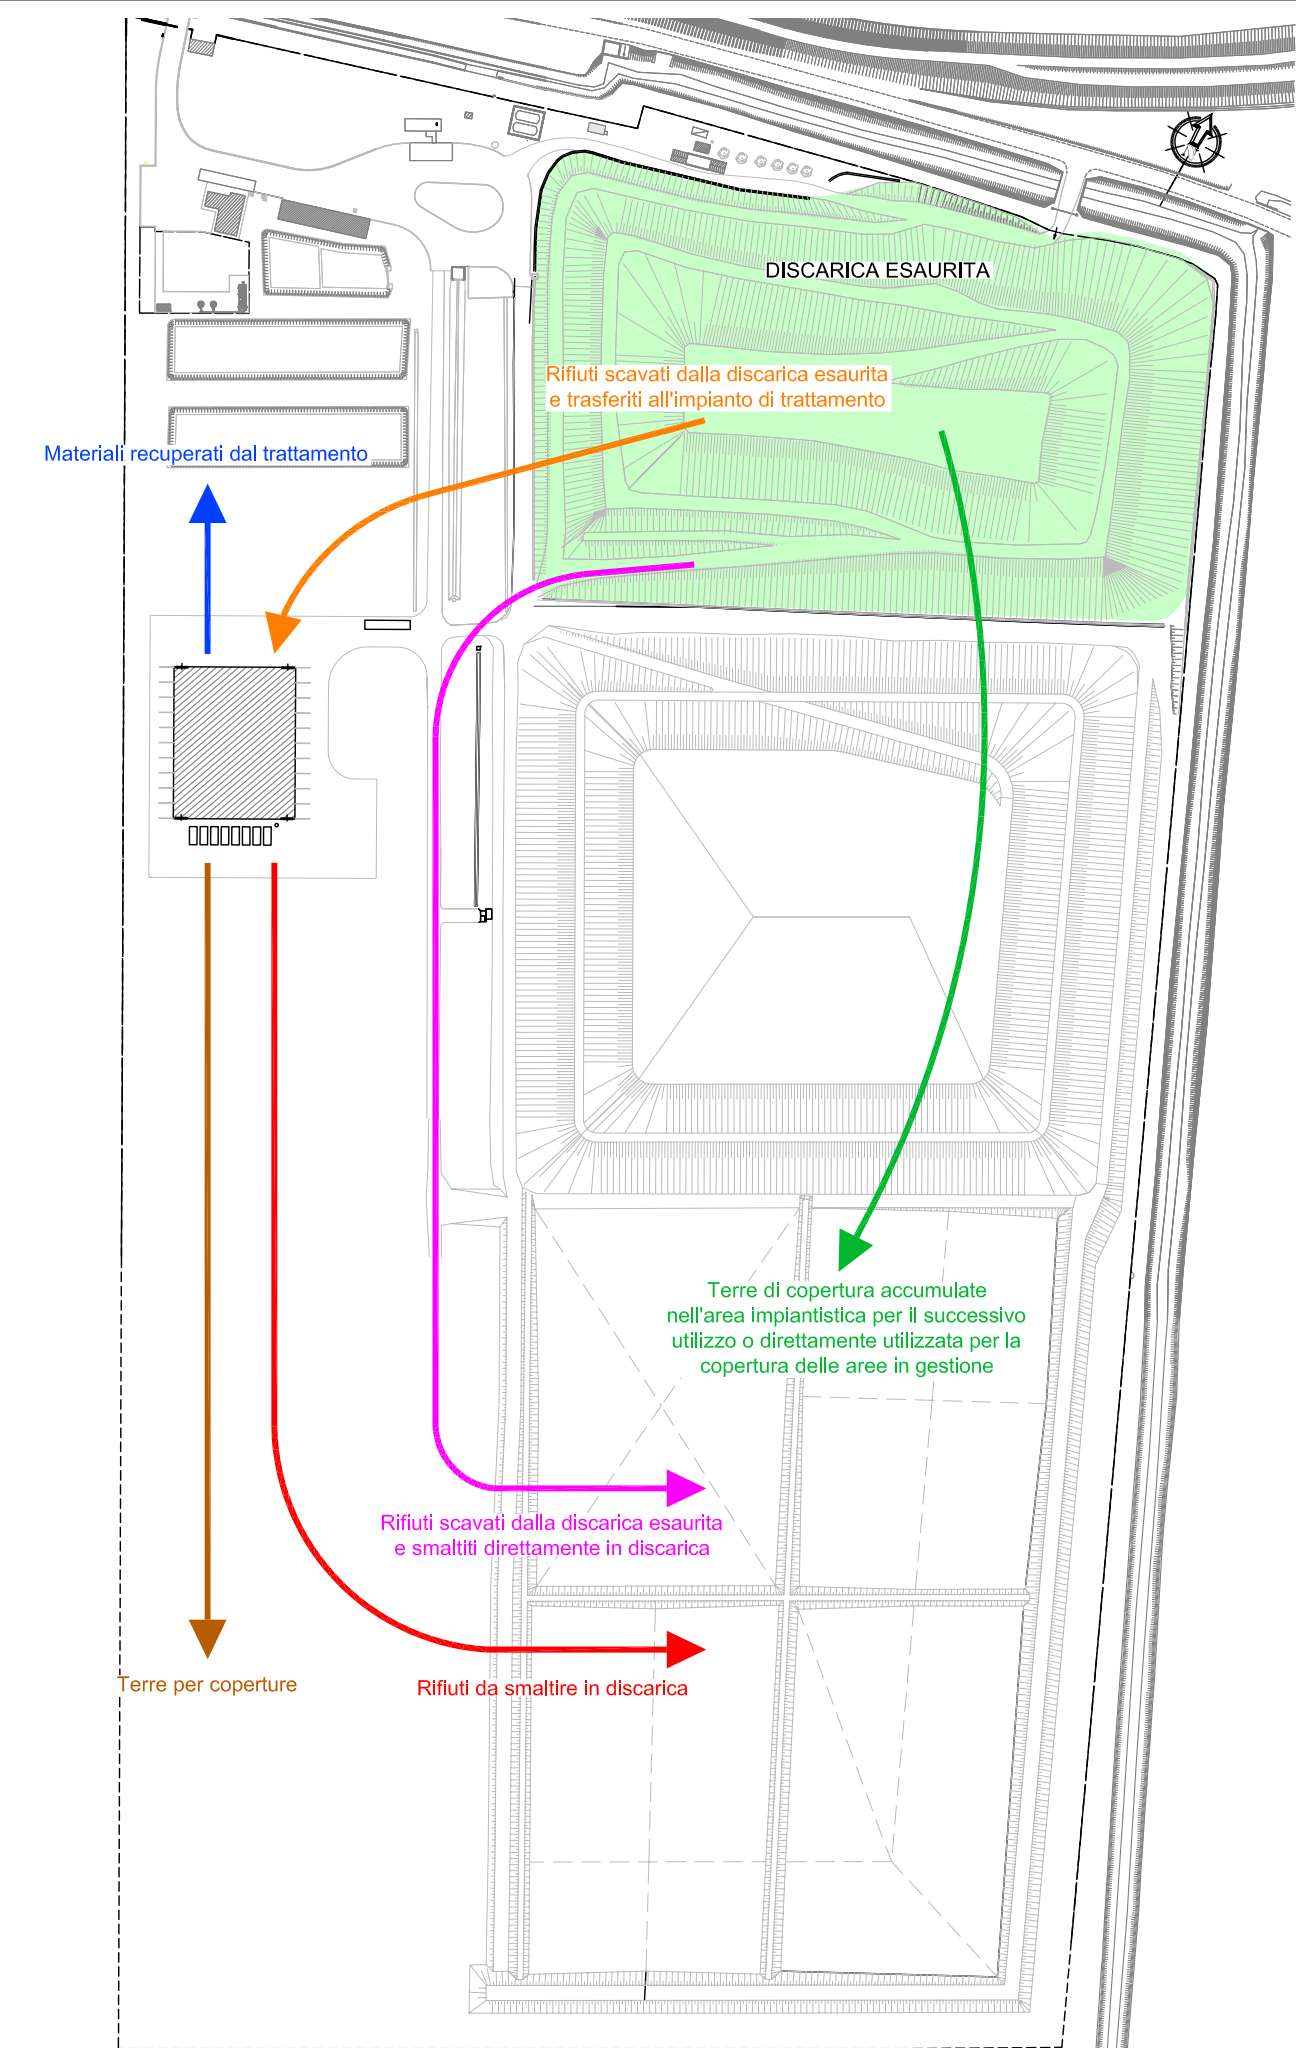 DISCARICA ESAURITA
Rifiuti scavati dalla discarica esaurita
e trasferiti all'impianto di trattamento
Materiali recuperati dal trattamento
Terre di copertura accumulate
nell'area impiantistica per il successivo
utilizzo o direttamente utilizzata per la
copertura delle aree in gestione
Rifiuti scavati dalla discarica esaurita
e smaltiti direttamente in discarica
Terre per coperture
Rifiuti da smaltire in discarica